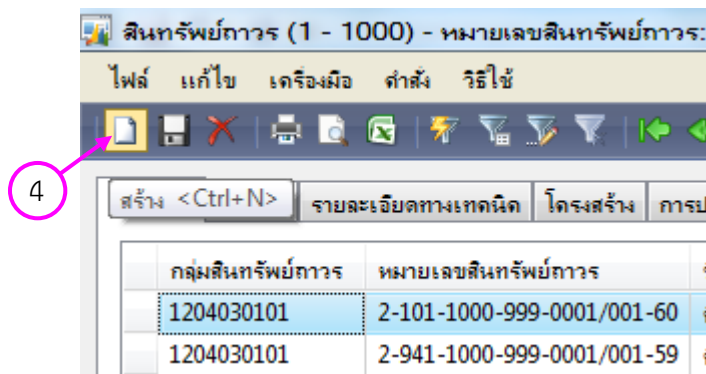 สินทรัพย์ถาวร (1 - 1000) - หมายเลขสินทรัพย์ถาวร:
ไฟล์ แก้ไข เครื่องมือ คำสั่ง วิธีใช้
4
สร้าง <Ctrl+N> รายละเอียดทางเทคนิค โครงสร้าง
กลุ่มสินทรัพย์ถาวร หมายเลขสินทรัพย์ถาวร
1204030101 2-101-1000-999-0001/001-60
1204030101 2-941-1000-999-0001/001-59